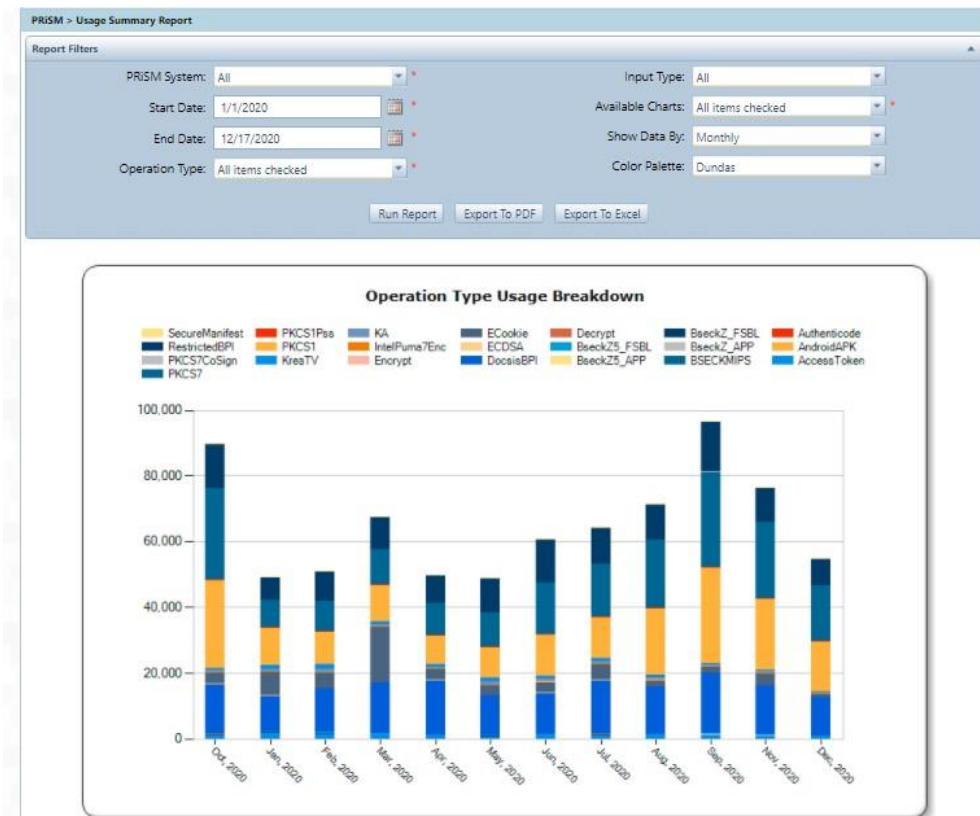 PRiSM > Usage Summary Report
Report Filters
PRiSM System: All *
Input Type: All
Start Date: 1/1/2020 *
Available Charts: All items checked *
End Date: 12/17/2020 *
Show Data By: Monthly
Operation Type: All items checked *
Color Palette: Dundas
Run Report Export To PDF Export To Excel
Operation Type Usage Breakdown
SecureManifest PKCS1Pss KA ECookie Decrypt BseckZ_FSBL Authenticode
RestrictedBPI PKCS1 IntelPuma7Enc ECDSA BseckZ5_FSBL BseckZ_APP AndroidAPK
PKCS7CoSign KreaTV Encrypt DocsisBPI BseckZ5_APP BSECKMIPS AccessToken
PKCS7
100,000
80,000
60,000
40,000
20,000
0
Oct, 2020 Jan, 2020 Feb, 2020 Mar, 2020 Apr, 2020 May, 2020 Jun, 2020 Jul, 2020 Aug, 2020 Sep, 2020 Nov, 2020 Dec, 2020